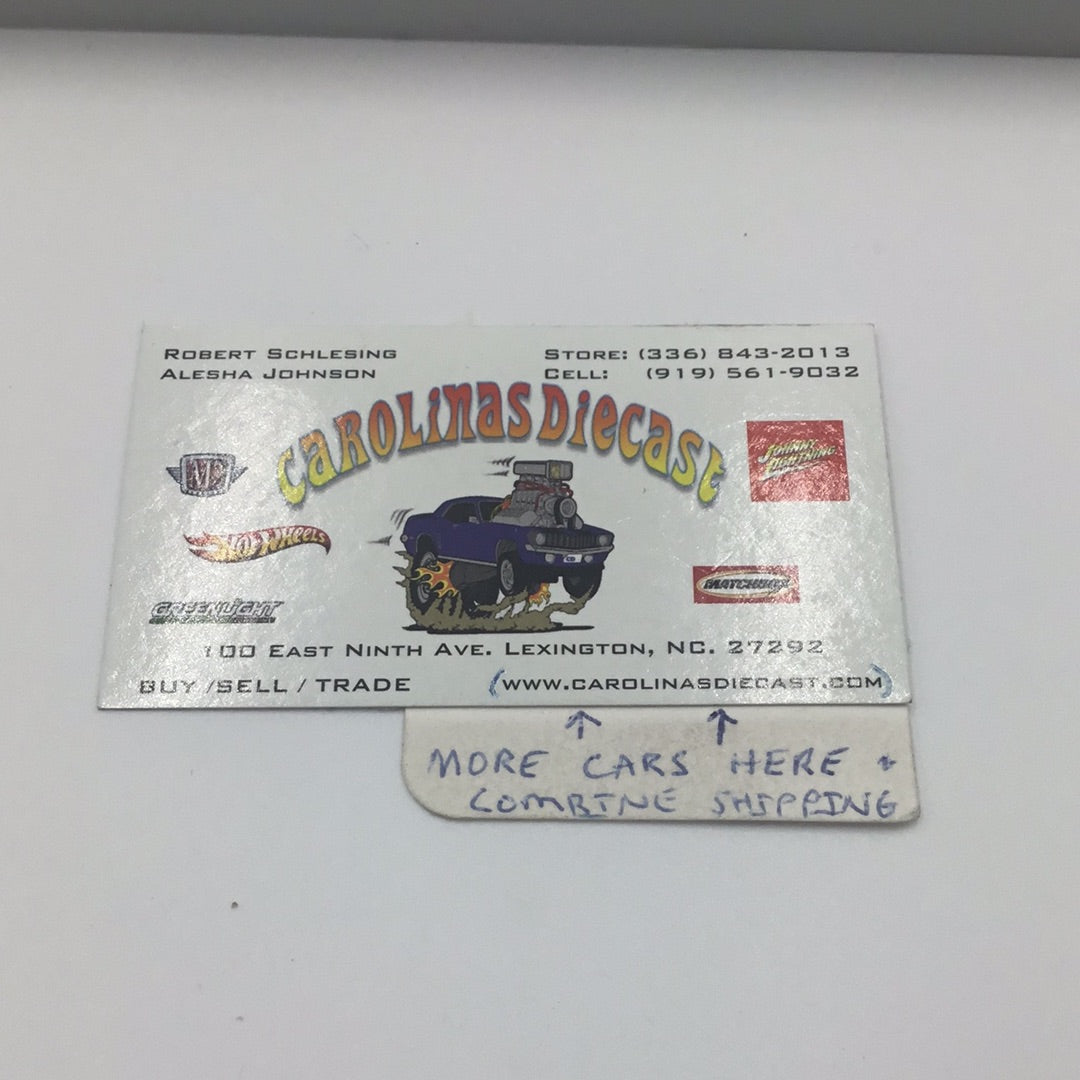 ROBERT SCHLESING
ALESHA JOHNSON
STORE: (336) 843-2013
CELL: (919) 561-9032
CAROLINAS DIECAST
M2
JOHNNY
LIGHTNING
HOT WHEELS
MATCHBOX
GREENLIGHT
100 EAST NINTH AVE. LEXINGTON, NC. 27292
BUY / SELL / TRADE
(WWW.CAROLINASDIECAST.COM)
MORE CARS HERE +
COMBINE SHIPPING